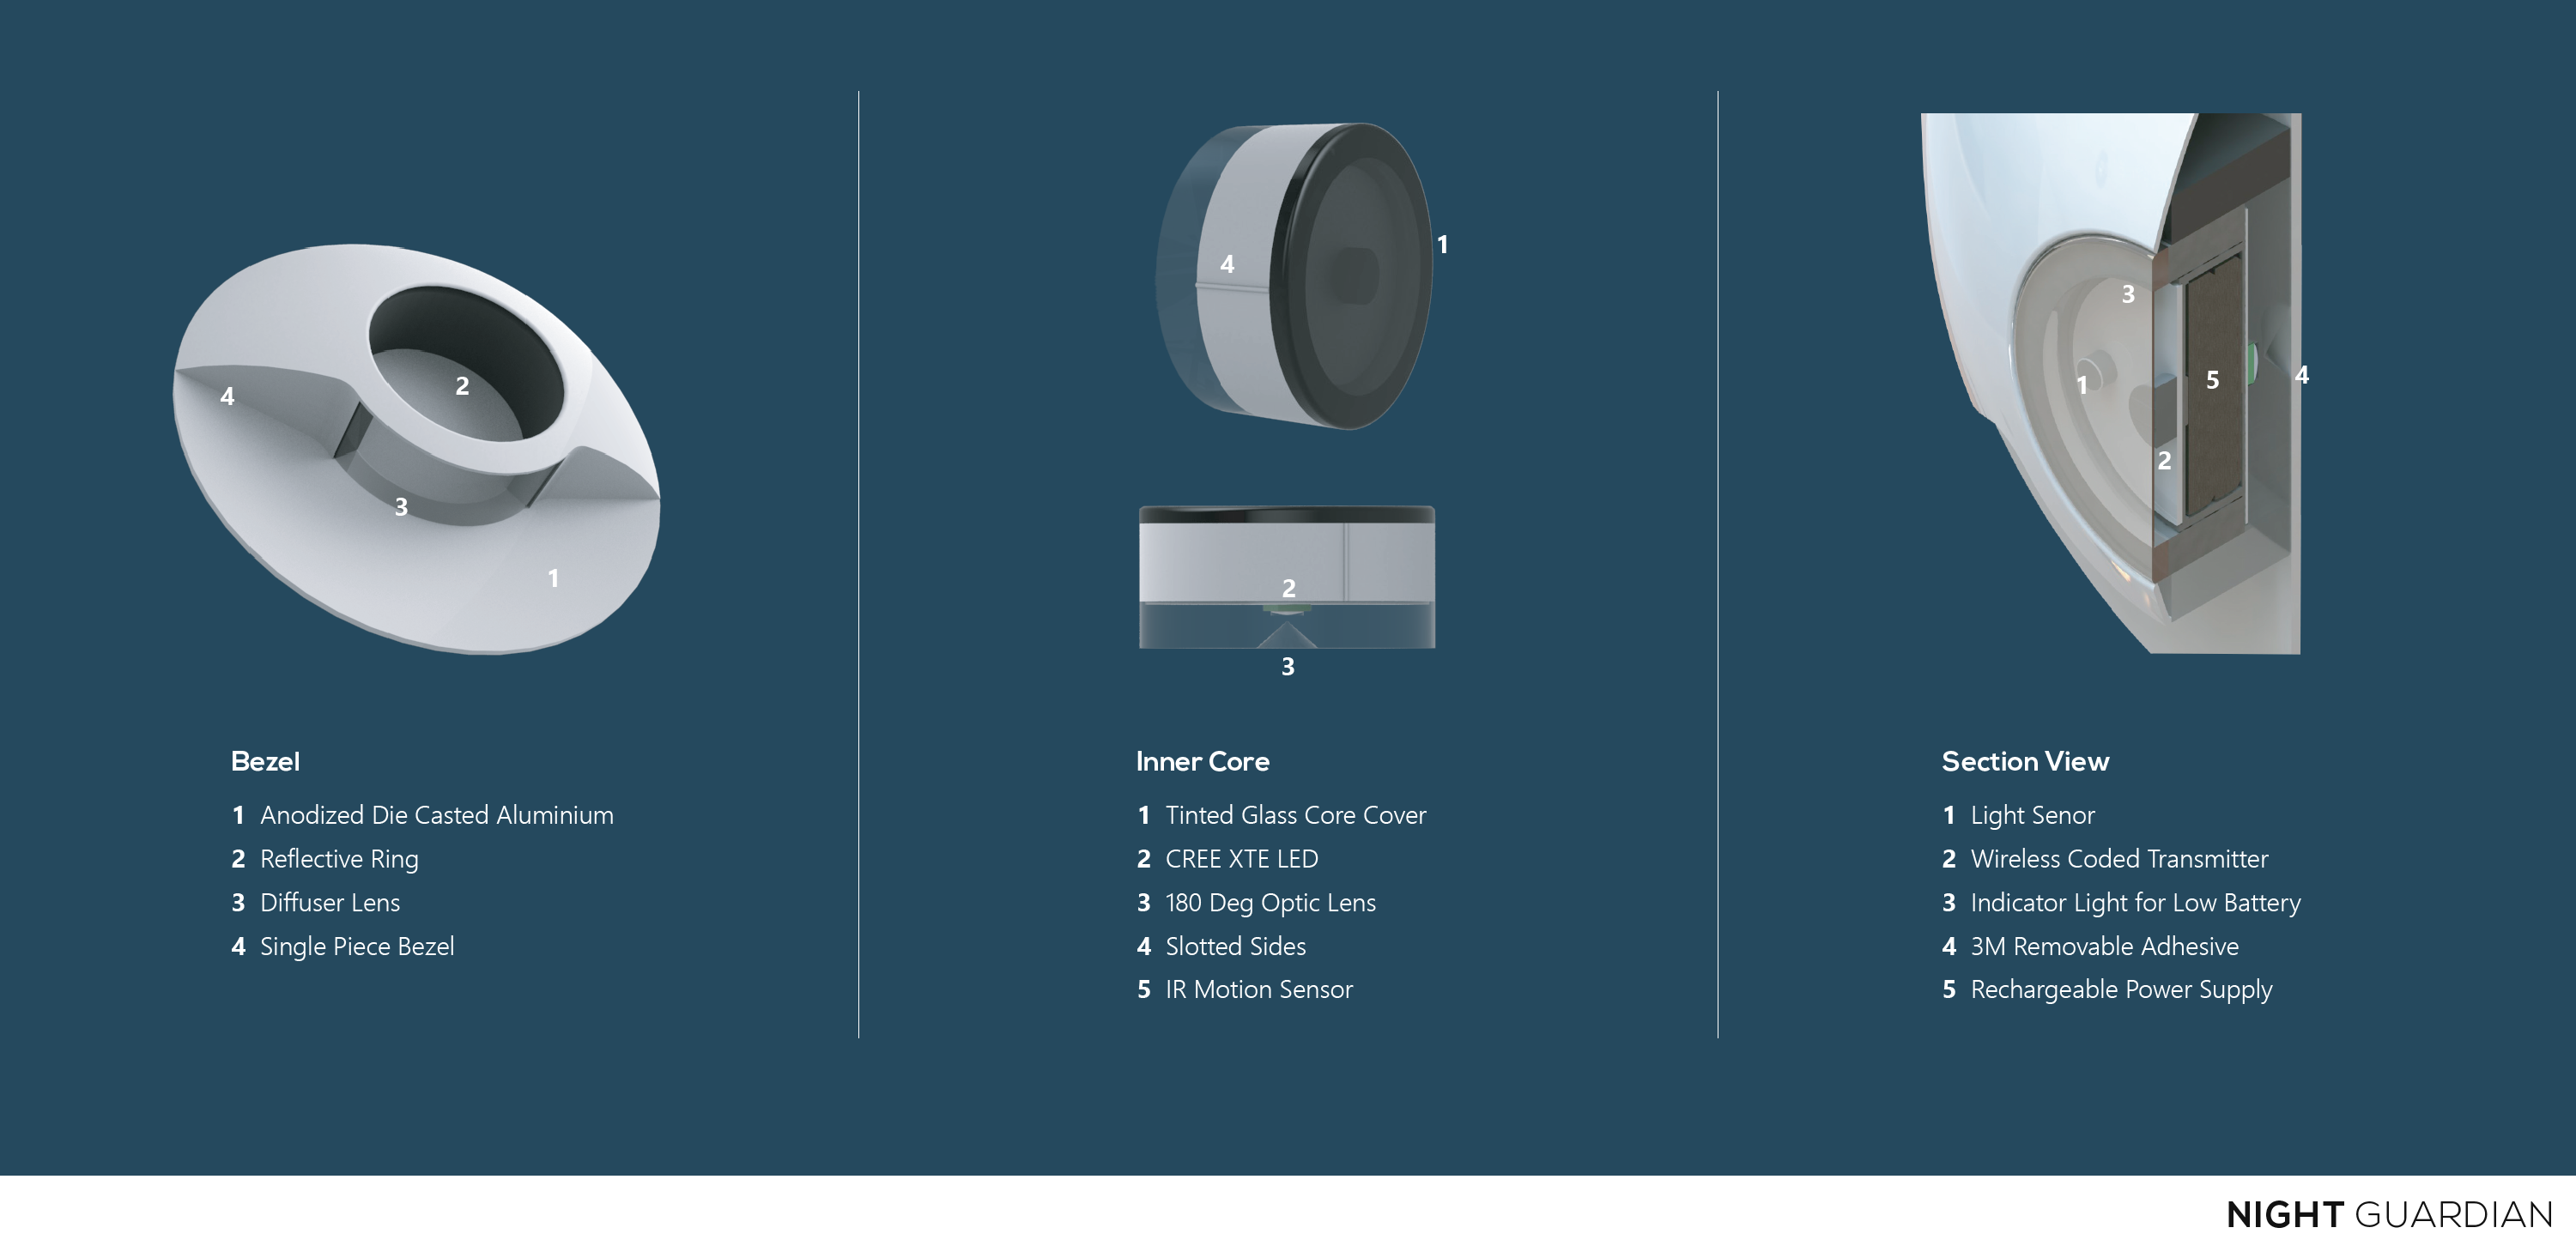 4
2
3
1
Bezel
1 Anodized Die Casted Aluminium
2 Reflective Ring
3 Diffuser Lens
4 Single Piece Bezel
1
4
2
3
Inner Core
1 Tinted Glass Core Cover
2 CREE XTE LED
3 180 Deg Optic Lens
4 Slotted Sides
5 IR Motion Sensor
3
1
5
4
2
Section View
1 Light Senor
2 Wireless Coded Transmitter
3 Indicator Light for Low Battery
4 3M Removable Adhesive
5 Rechargeable Power Supply
NIGHT GUARDIAN